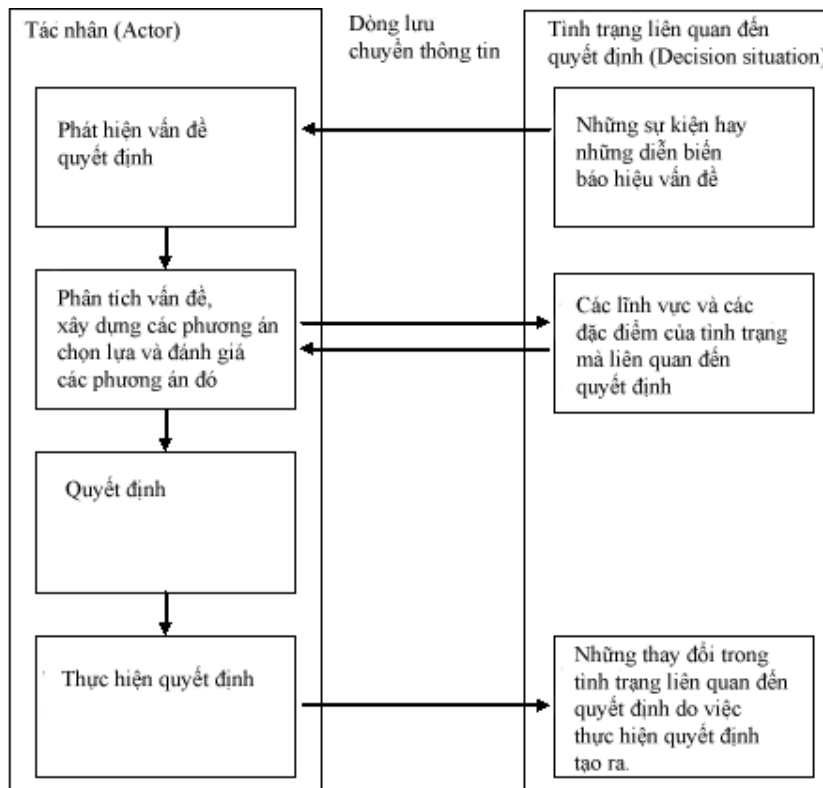 Tác nhân (Actor)
Dòng lưu
chuyển thông tin
Tình trạng liên quan đến
quyết định (Decision situation)
Phát hiện vấn đề
quyết định
Những sự kiện hay
những diễn biến
báo hiệu vấn đề
Phân tích vấn đề,
xây dựng các phương án
chọn lựa và đánh giá
các phương án đó
Các lĩnh vực và các
đặc điểm của tình trạng
mà liên quan đến
quyết định
Quyết định
Thực hiện quyết định
Những thay đổi trong
tình trạng liên quan đến
quyết định do việc
thực hiện quyết định
tạo ra.